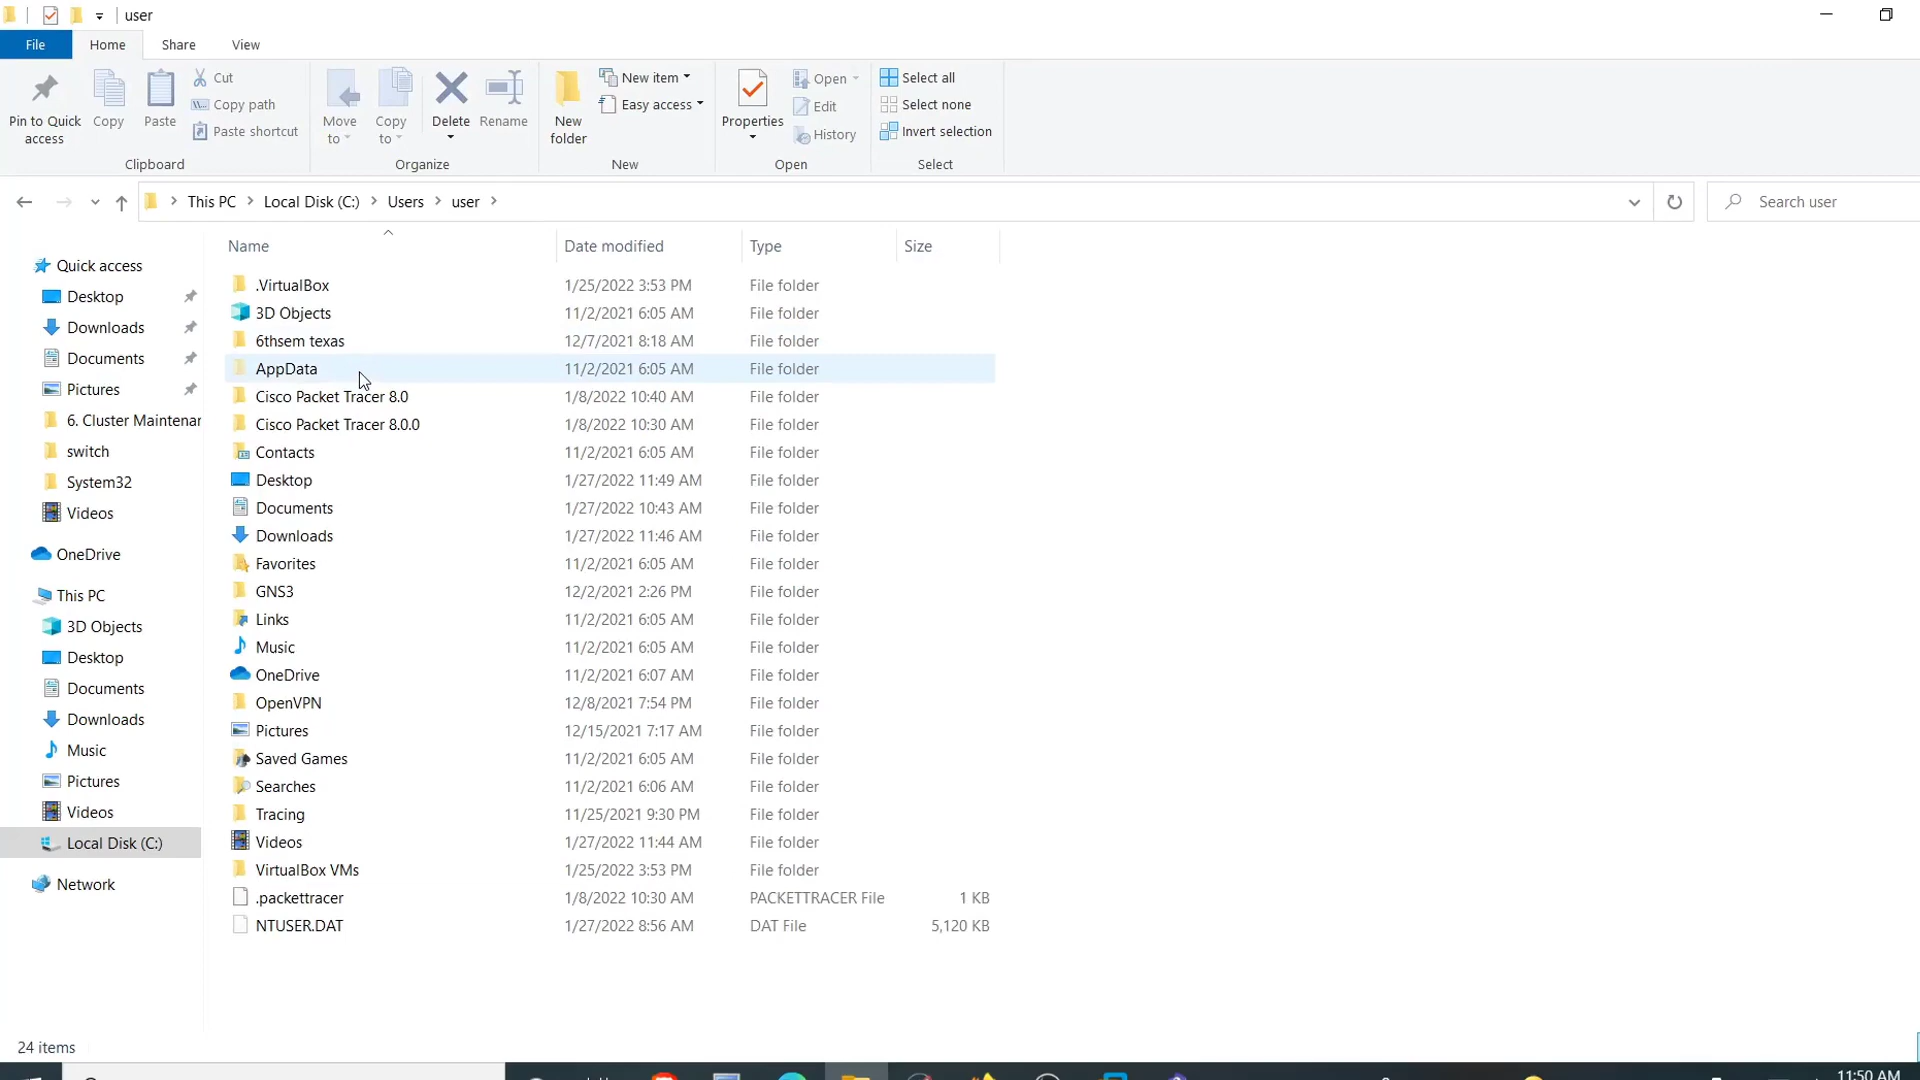 user
File Home Share View
Pin to Quick access
Copy
Paste
Cut
Copy path
Paste shortcut
Clipboard
Move to
Copy to
Delete
Rename
Organize
New folder
New item
Easy access
New
Properties
Open
Edit
History
Open
Select all
Select none
Invert selection
Select
This PC > Local Disk (C:) > Users > user >
Search user
Quick access
Desktop
Downloads
Documents
Pictures
6. Cluster Maintenar
switch
System32
Videos
OneDrive
This PC
3D Objects
Desktop
Documents
Downloads
Music
Pictures
Videos
Local Disk (C:)
Network
Name Date modified Type Size
.VirtualBox 1/25/2022 3:53 PM File folder
3D Objects 11/2/2021 6:05 AM File folder
6thsem texas 12/7/2021 8:18 AM File folder
AppData 11/2/2021 6:05 AM File folder
Cisco Packet Tracer 8.0 1/8/2022 10:40 AM File folder
Cisco Packet Tracer 8.0.0 1/8/2022 10:30 AM File folder
Contacts 11/2/2021 6:05 AM File folder
Desktop 1/27/2022 11:49 AM File folder
Documents 1/27/2022 10:43 AM File folder
Downloads 1/27/2022 11:46 AM File folder
Favorites 11/2/2021 6:05 AM File folder
GNS3 12/2/2021 2:26 PM File folder
Links 11/2/2021 6:05 AM File folder
Music 11/2/2021 6:05 AM File folder
OneDrive 11/2/2021 6:07 AM File folder
OpenVPN 12/8/2021 7:54 PM File folder
Pictures 12/15/2021 7:17 AM File folder
Saved Games 11/2/2021 6:05 AM File folder
Searches 11/2/2021 6:06 AM File folder
Tracing 11/25/2021 9:30 PM File folder
Videos 1/27/2022 11:44 AM File folder
VirtualBox VMs 1/25/2022 3:53 PM File folder
.packettracer 1/8/2022 10:30 AM PACKETTRACER File 1 KB
NTUSER.DAT 1/27/2022 8:56 AM DAT File 5,120 KB
24 items
11:50 AM